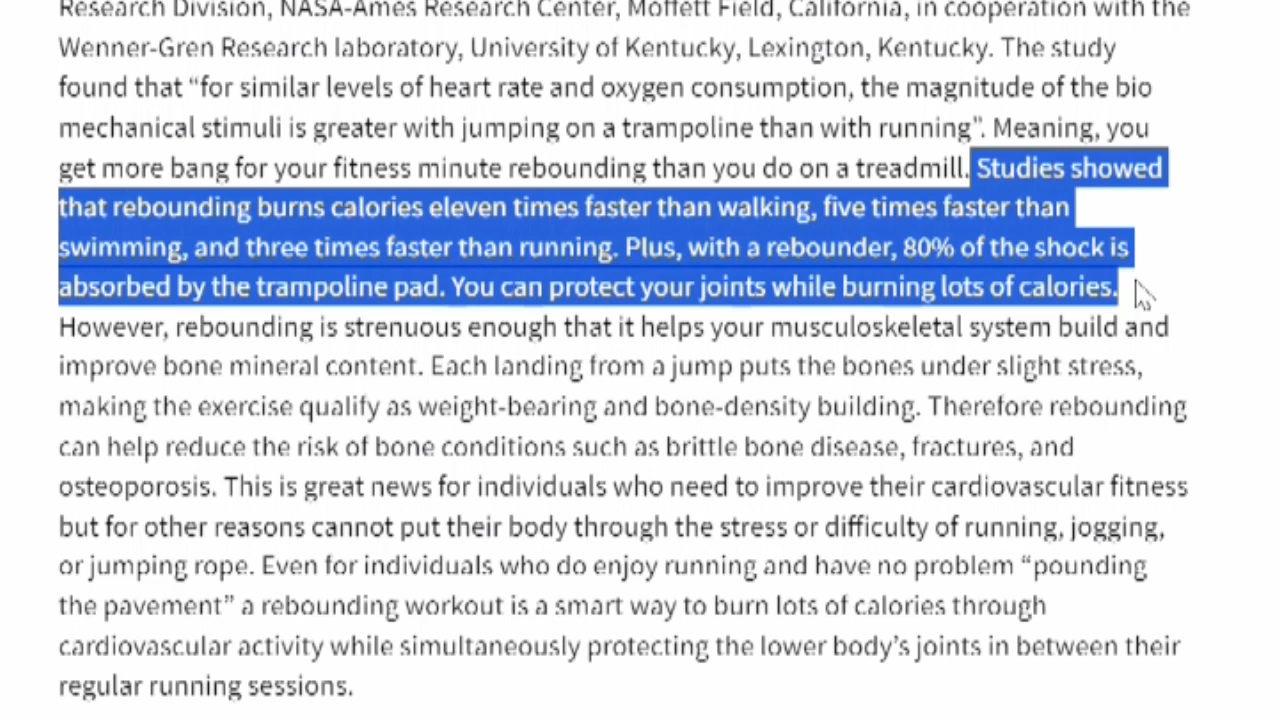 Research Division, NASA-Ames Research Center, Moffett Field, California, in cooperation with the
Wenner-Gren Research laboratory, University of Kentucky, Lexington, Kentucky. The study
found that “for similar levels of heart rate and oxygen consumption, the magnitude of the bio
mechanical stimuli is greater with jumping on a trampoline than with running”. Meaning, you
get more bang for your fitness minute rebounding than you do on a treadmill. Studies showed
that rebounding burns calories eleven times faster than walking, five times faster than
swimming, and three times faster than running. Plus, with a rebounder, 80% of the shock is
absorbed by the trampoline pad. You can protect your joints while burning lots of calories.
However, rebounding is strenuous enough that it helps your musculoskeletal system build and
improve bone mineral content. Each landing from a jump puts the bones under slight stress,
making the exercise qualify as weight-bearing and bone-density building. Therefore rebounding
can help reduce the risk of bone conditions such as brittle bone disease, fractures, and
osteoporosis. This is great news for individuals who need to improve their cardiovascular fitness
but for other reasons cannot put their body through the stress or difficulty of running, jogging,
or jumping rope. Even for individuals who do enjoy running and have no problem “pounding
the pavement” a rebounding workout is a smart way to burn lots of calories through
cardiovascular activity while simultaneously protecting the lower body’s joints in between their
regular running sessions.